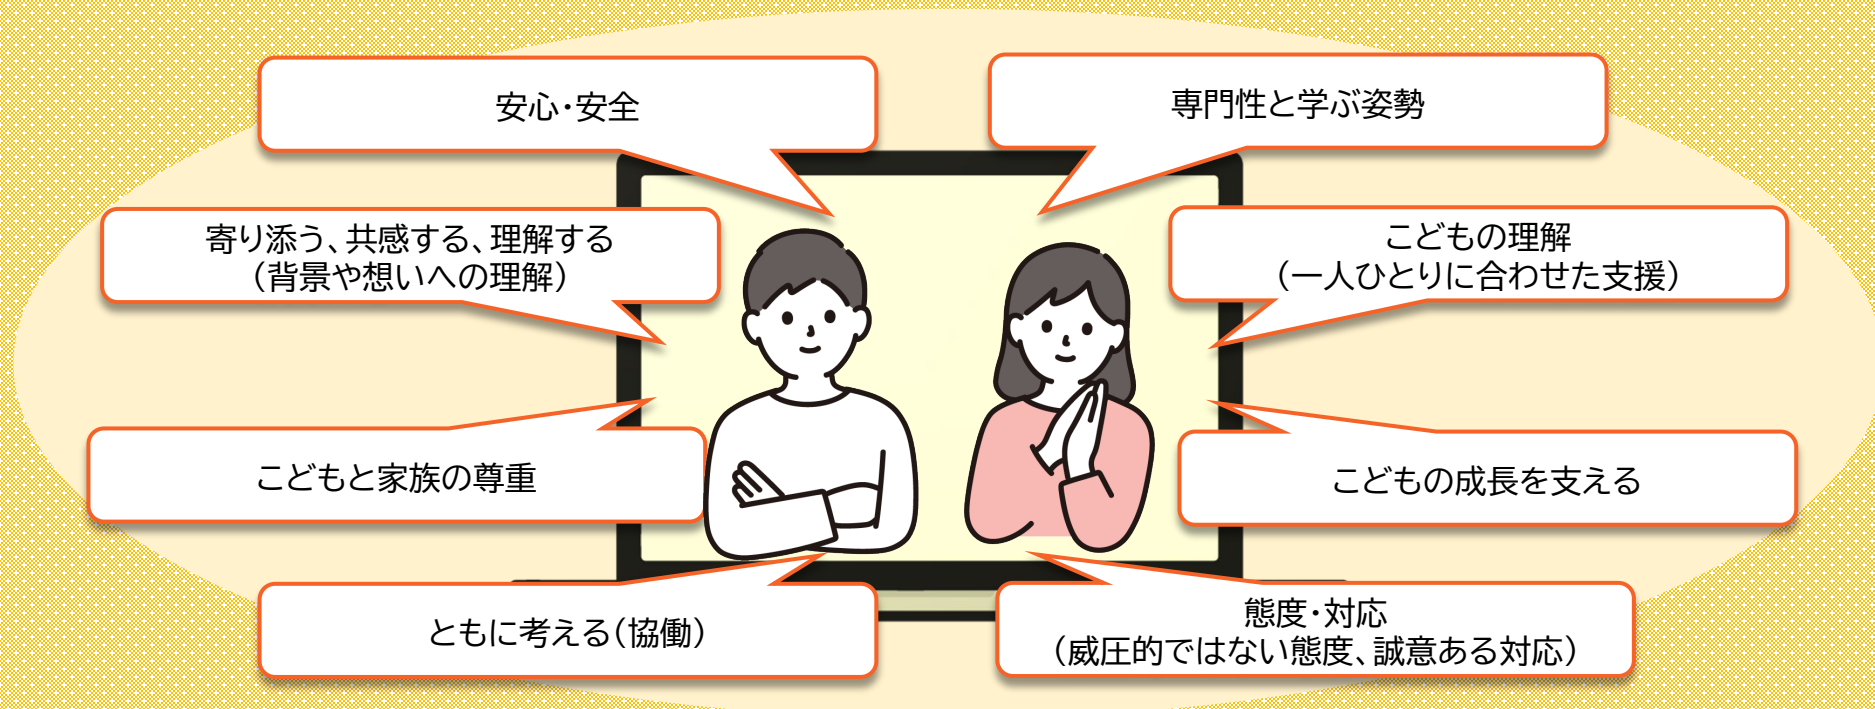 安心・安全
専門性と学ぶ姿勢
寄り添う、共感する、理解する
（背景や想いへの理解）
こどもの理解
（一人ひとりに合わせた支援）
こどもと家族の尊重
こどもの成長を支える
ともに考える（協働）
態度・対応
（威圧的ではない態度、誠意ある対応）